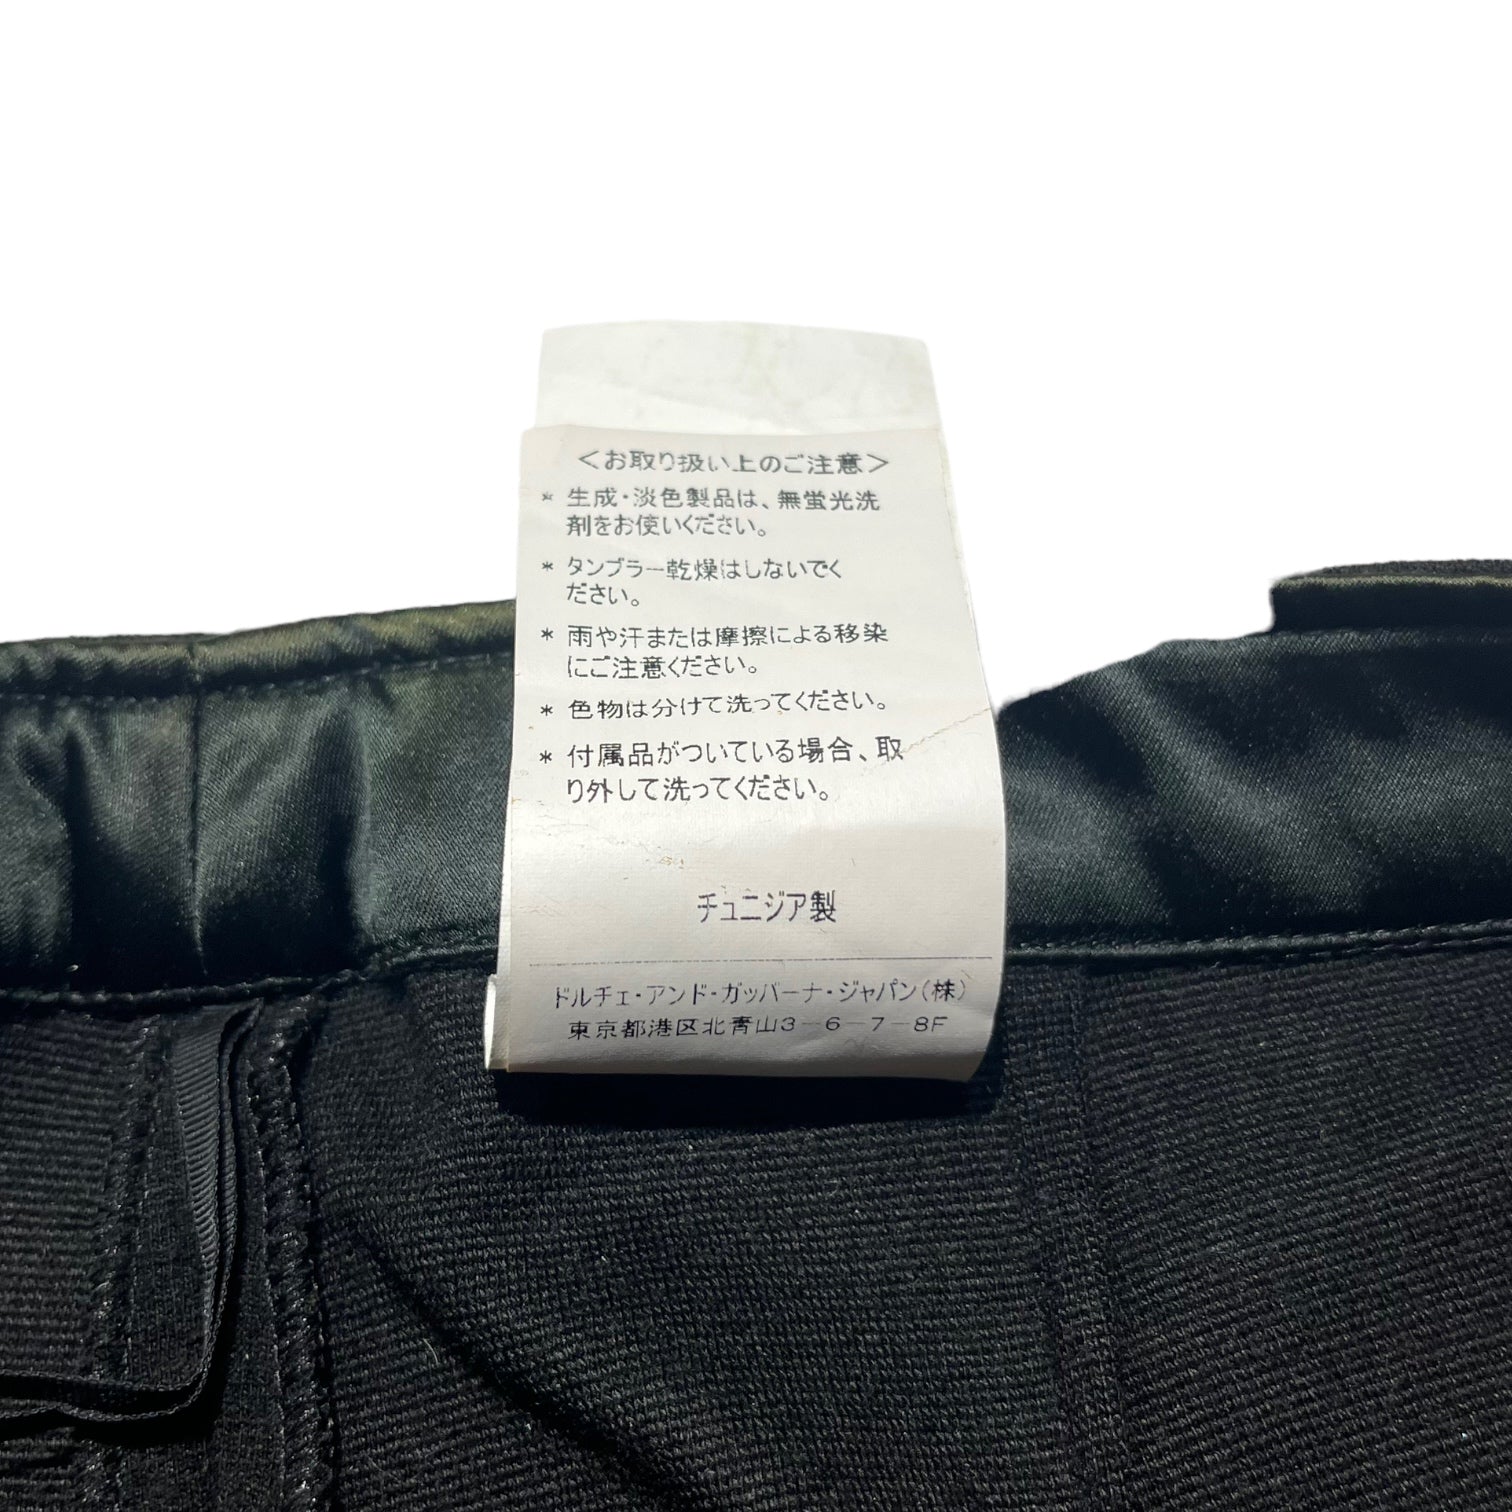 ＜お取り扱い上のご注意＞
* 生成・淡色製品は、無蛍光洗
剤をお使いください。
* タンブラー乾燥はしないでく
ださい。
* 雨や汗または摩擦による移染
にご注意ください。
* 色物は分けて洗ってください。
* 付属品がついている場合、取
り外して洗ってください。
チュニジア製
ドルチェ・アンド・ガッバーナ・ジャパン(株)
東京都港区北青山3-6-7-8F